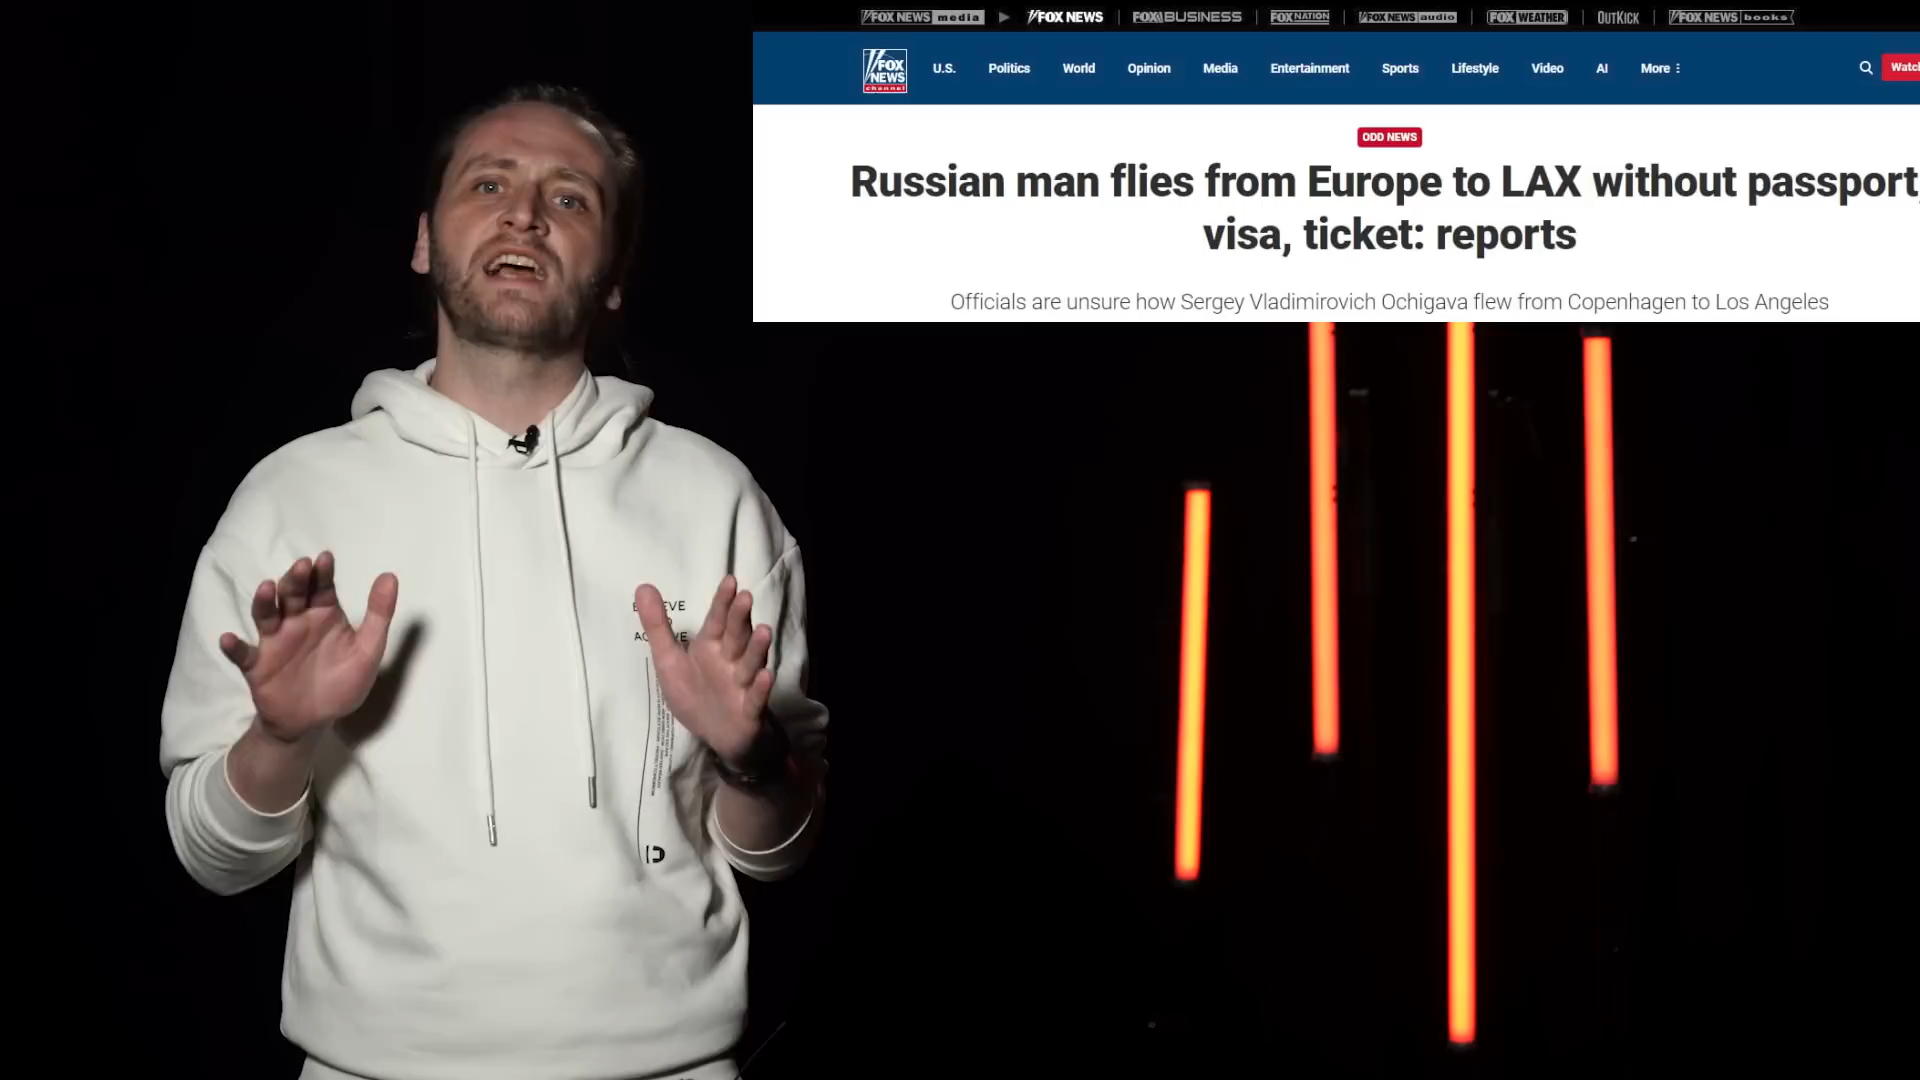 FOX NEWS media FOX NEWS FOX BUSINESS FOX NATION FOX NEWS audio FOX WEATHER OUTKICK FOX NEWS books
FOX NEWS channel U.S. Politics World Opinion Media Entertainment Sports Lifestyle Video AI More
ODD NEWS
Russian man flies from Europe to LAX without passport,
visa, ticket: reports
Officials are unsure how Sergey Vladimirovich Ochigava flew from Copenhagen to Los Angeles